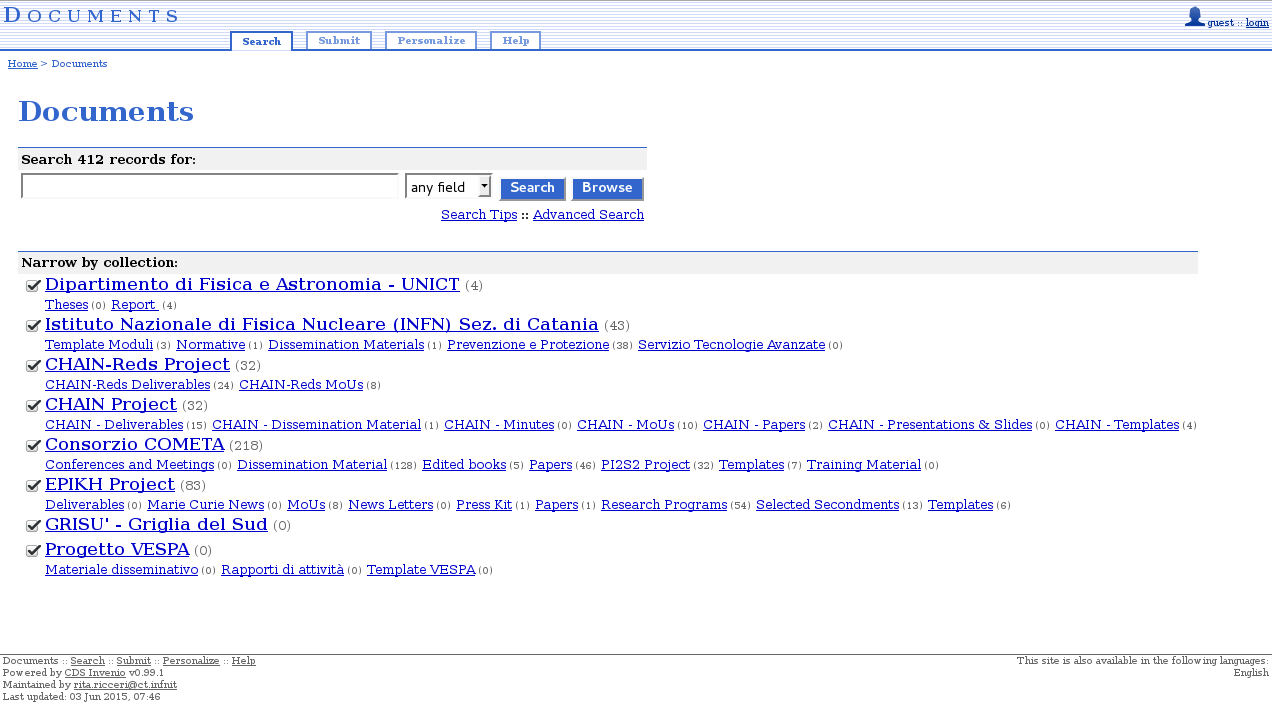 DOCUMENTS
guest :: login
Search Submit Personalize Help
Home > Documents
Documents
Search 412 records for:
any field Search Browse
Search Tips :: Advanced Search
Narrow by collection:
Dipartimento di Fisica e Astronomia - UNICT (4)
Theses (0) Report (4)
Istituto Nazionale di Fisica Nucleare (INFN) Sez. di Catania (43)
Template Moduli (3) Normative (1) Dissemination Materials (1) Prevenzione e Protezione (38) Servizio Tecnologie Avanzate (0)
CHAIN-Reds Project (32)
CHAIN-Reds Deliverables (24) CHAIN-Reds MoUs (8)
CHAIN Project (32)
CHAIN - Deliverables (15) CHAIN - Dissemination Material (1) CHAIN - Minutes (0) CHAIN - MoUs (10) CHAIN - Papers (2) CHAIN - Presentations & Slides (0) CHAIN - Templates (4)
Consorzio COMETA (218)
Conferences and Meetings (0) Dissemination Material (128) Edited books (5) Papers (46) PI2S2 Project (32) Templates (7) Training Material (0)
EPIKH Project (83)
Deliverables (0) Marie Curie News (0) MoUs (8) News Letters (0) Press Kit (1) Papers (1) Research Programs (54) Selected Secondments (13) Templates (6)
GRISU' - Griglia del Sud (0)
Progetto VESPA (0)
Materiale disseminativo (0) Rapporti di attività (0) Template VESPA (0)
Documents :: Search :: Submit :: Personalize :: Help
Powered by CDS Invenio v0.99.1
Maintained by rita.ricceri@ct.infnit
Last updated: 03 Jun 2015, 07:46
This site is also available in the following languages:
English